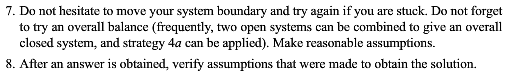 7. Do not hesitate to move your system boundary and try again if you are stuck. Do not forget
to try an overall balance (frequently, two open systems can be combined to give an overall
closed system, and strategy 4a can be applied). Make reasonable assumptions.
8. After an answer is obtained, verify assumptions that were made to obtain the solution.